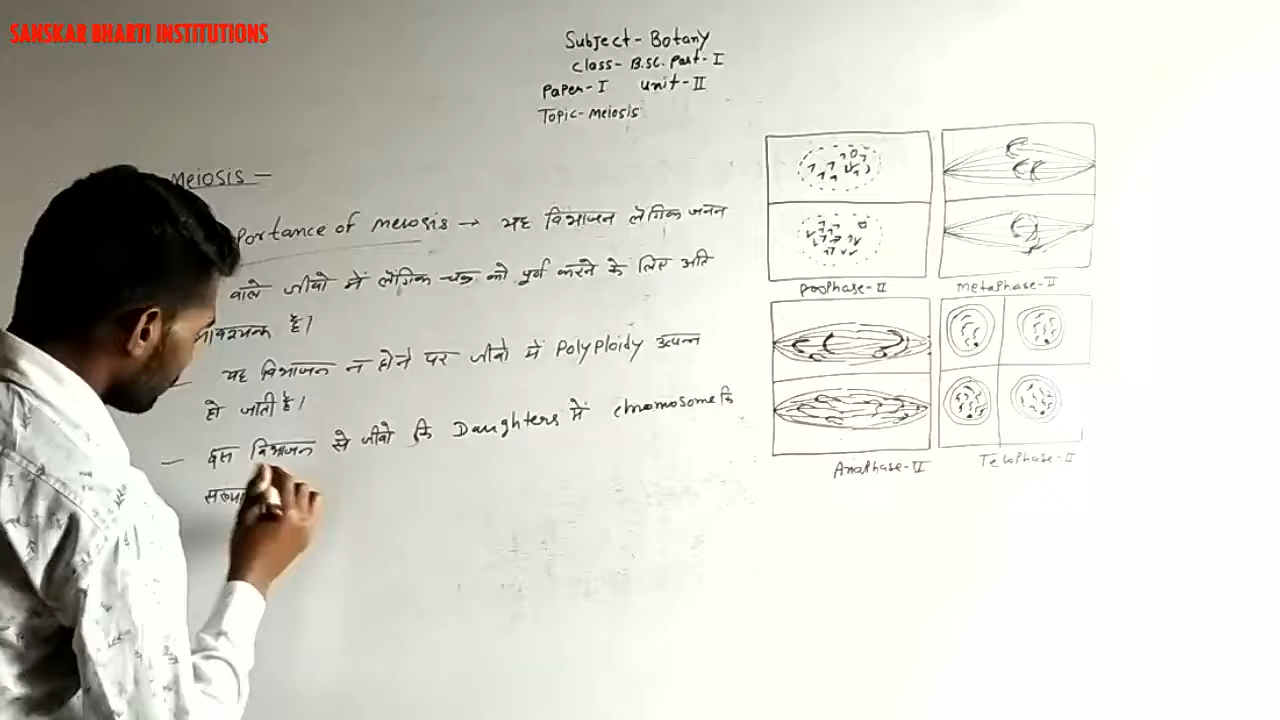 SANSKAR BHARTI INSTITUTIONS
Subject- Botany
Class- B.SC. Part-I
Paper-I Unit-II
Topic-Meiosis
Meiosis -
portance of meiosis → यह विभाजन लैंगिक जनन
वाले जीवो में लैंगिक चक्र को पूर्व करने के लिए अति
आवश्यक है।
यह विभाजन न होने पर जीवो में Polyploidy उत्पन्न
हो जाती है।
- इस विभाजन से जीवो कि Daughters में chromosome कि
संख्या
Prophase-II
Metaphase-II
Anaphase-II
Telophase-II